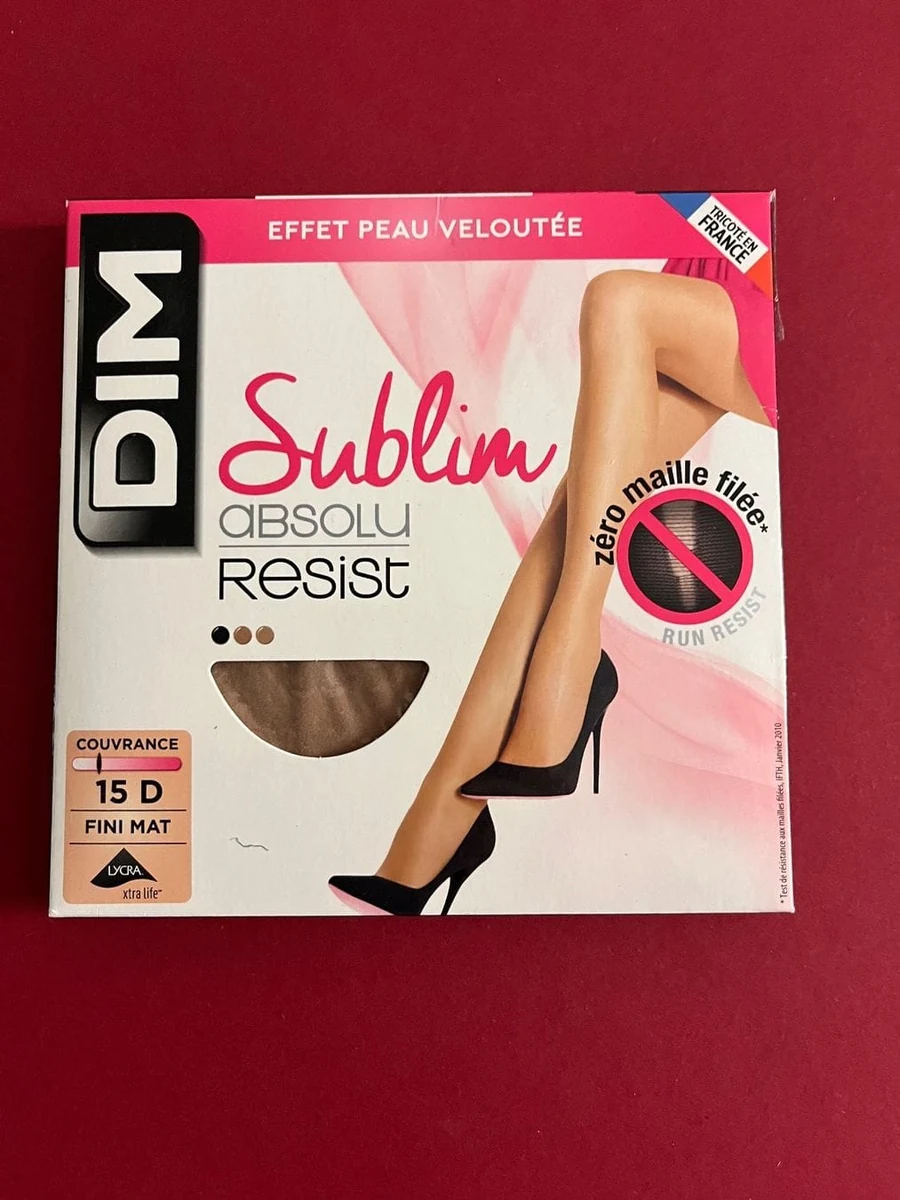 EFFET PEAU VELOUTÉE
TRICOTÉ EN
FRANCE
DIM
Sublim
ABSOLU
Resist
zéro maille filée*
RUN RESIST
COUVRANCE
15 D
FINI MAT
LYCRA
xtra life™
* Test de résistance aux mailles filées, IFTH, Janvier 2010